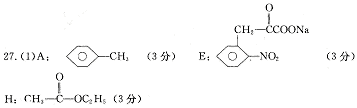 O
CH₂—C
COONa
27.(1)A;
—CH₃
(3分)
E:
—NO₂
(3分)
O
H: CH₃—C—OC₂H₅ (3分)